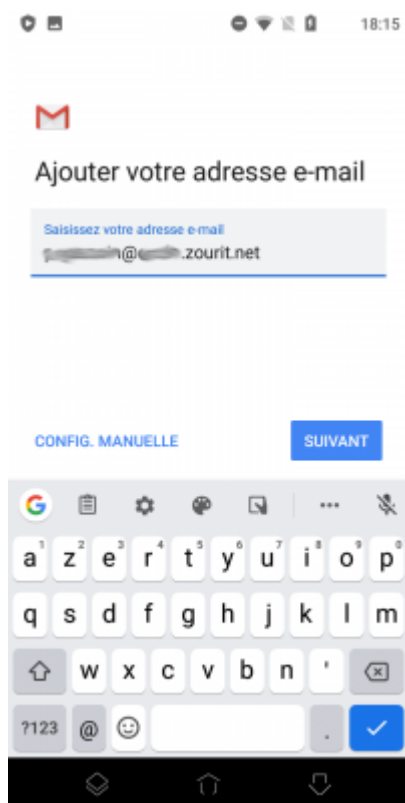 18:15
Ajouter votre adresse e-mail
Saisissez votre adresse e-mail
.zourit.net
CONFIG. MANUELLE
SUIVANT
G
a 1 z 2 e 3 r 4 t 5 y 6 u 7 i 8 o 9 p 0
q s d f g h j k l m
w x c v b n '
?123 @ .